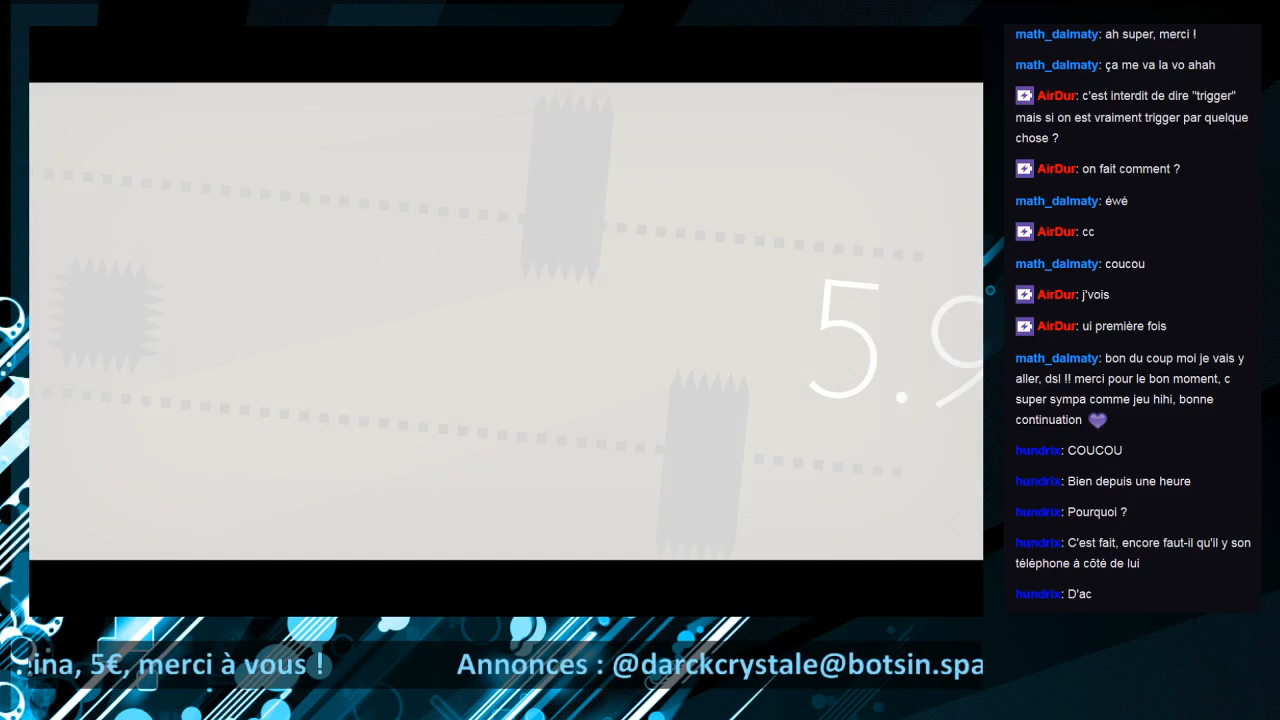 5.9
math_dalmaty: ah super, merci !
math_dalmaty: ça me va la vo ahah
AirDur: c'est interdit de dire "trigger"
mais si on est vraiment trigger par quelque
chose ?
AirDur: on fait comment ?
math_dalmaty: éwé
AirDur: cc
math_dalmaty: coucou
AirDur: j'vois
AirDur: ul première fois
math_dalmaty: bon du coup moi je vais y
aller, dsl !! merci pour le bon moment, c
super sympa comme jeu hihi, bonne
continuation
hundrix: COUCOU
hundrix: Bien depuis une heure
hundrix: Pourquoi ?
hundrix: C'est fait, encore faut-il qu'il y son
téléphone à côté de lui
hundrix: D'ac
ina, 5€, merci à vous ! Annonces : @darckcrystale@botsin.spa